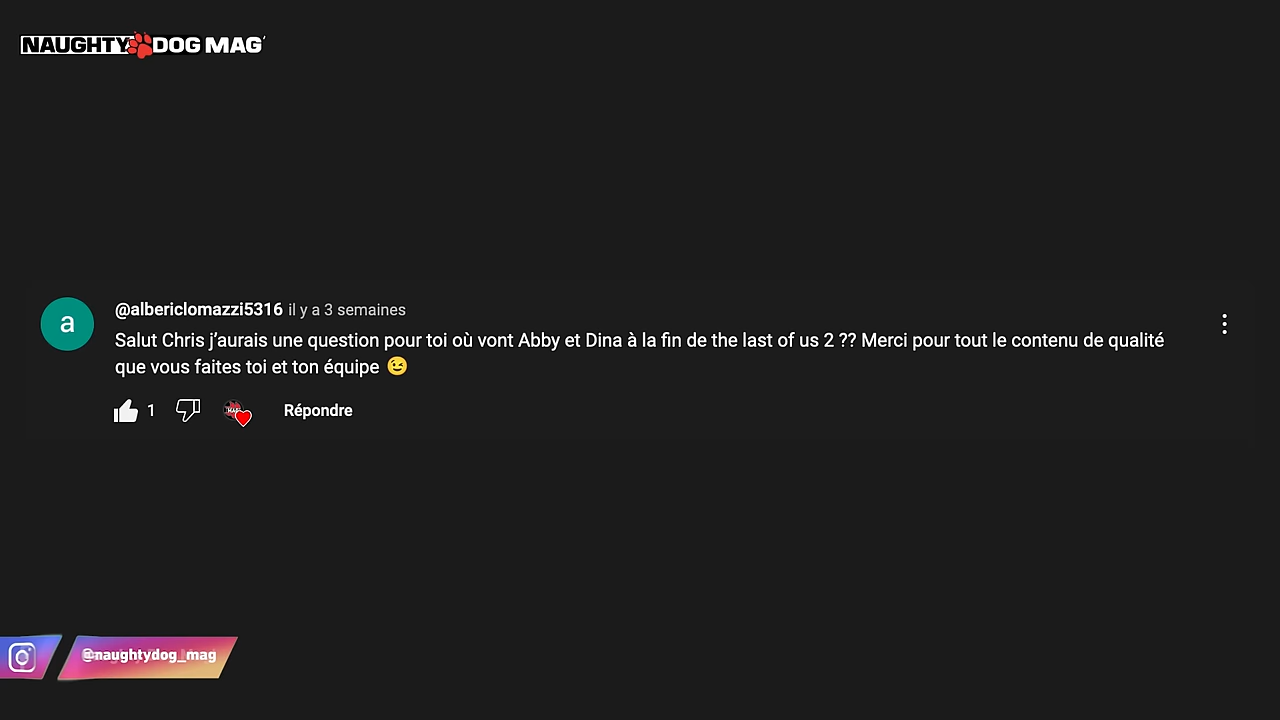 NAUGHTY DOG MAG'
a
@albericlomazzi5316 il y a 3 semaines
Salut Chris j’aurais une question pour toi où vont Abby et Dina à la fin de the last of us 2 ?? Merci pour tout le contenu de qualité
que vous faites toi et ton équipe 😉
1
Répondre
@naughtydog_mag